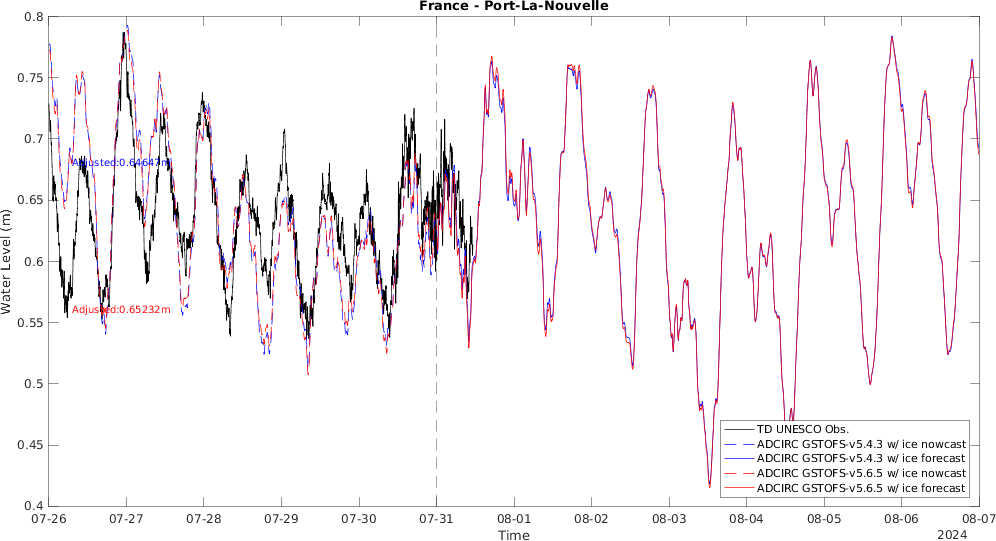 France - Port-La-Nouvelle
Water Level (m)
0.8
0.75
0.7
0.65
0.6
0.55
0.5
0.45
0.4
Adjusted:0.64647m
Adjusted:0.65232m
TD UNESCO Obs.
ADCIRC GSTOFS-v5.4.3 w/ ice nowcast
ADCIRC GSTOFS-v5.4.3 w/ ice forecast
ADCIRC GSTOFS-v5.6.5 w/ ice nowcast
ADCIRC GSTOFS-v5.6.5 w/ ice forecast
07-26 07-27 07-28 07-29 07-30 07-31 08-01 08-02 08-03 08-04 08-05 08-06 08-07
Time
2024